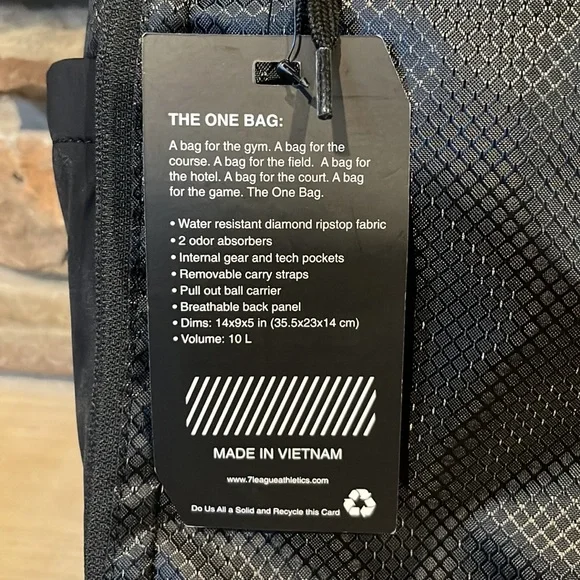 THE ONE BAG:
A bag for the gym. A bag for the
course. A bag for the field. A bag for
the hotel. A bag for the court. A bag
for the game. The One Bag.
• Water resistant diamond ripstop fabric
• 2 odor absorbers
• Internal gear and tech pockets
• Removable carry straps
• Pull out ball carrier
• Breathable back panel
• Dims: 14x9x5 in (35.5x23x14 cm)
• Volume: 10 L
MADE IN VIETNAM
www.7leagueathletics.com
Do Us All a Solid and Recycle this Card